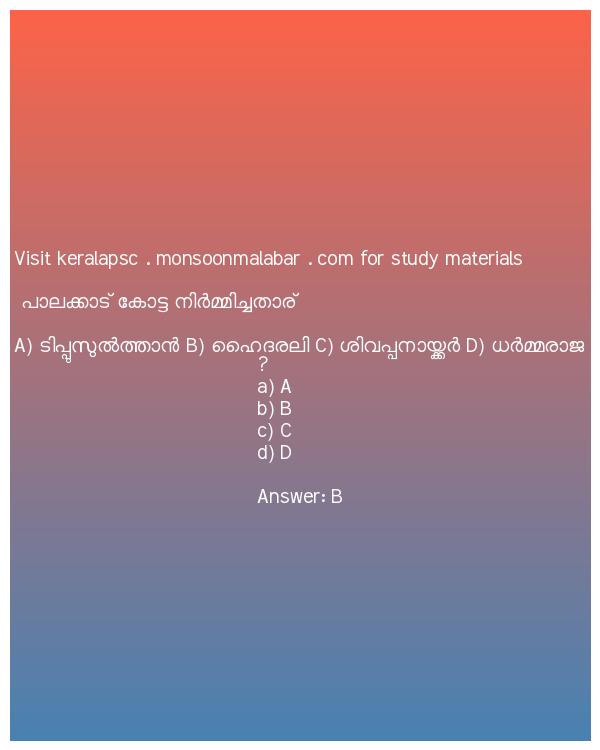 Visit keralapsc . monsoonmalabar . com for study materials
പാലക്കാട് കോട്ട നിർമ്മിച്ചതാര്
A) ടിപ്പുസുൽത്താൻ B) ഹൈദരലി C) ശിവപ്പനായ്ക്കർ D) ധർമ്മരാജ
?
a) A
b) B
c) C
d) D
Answer: B